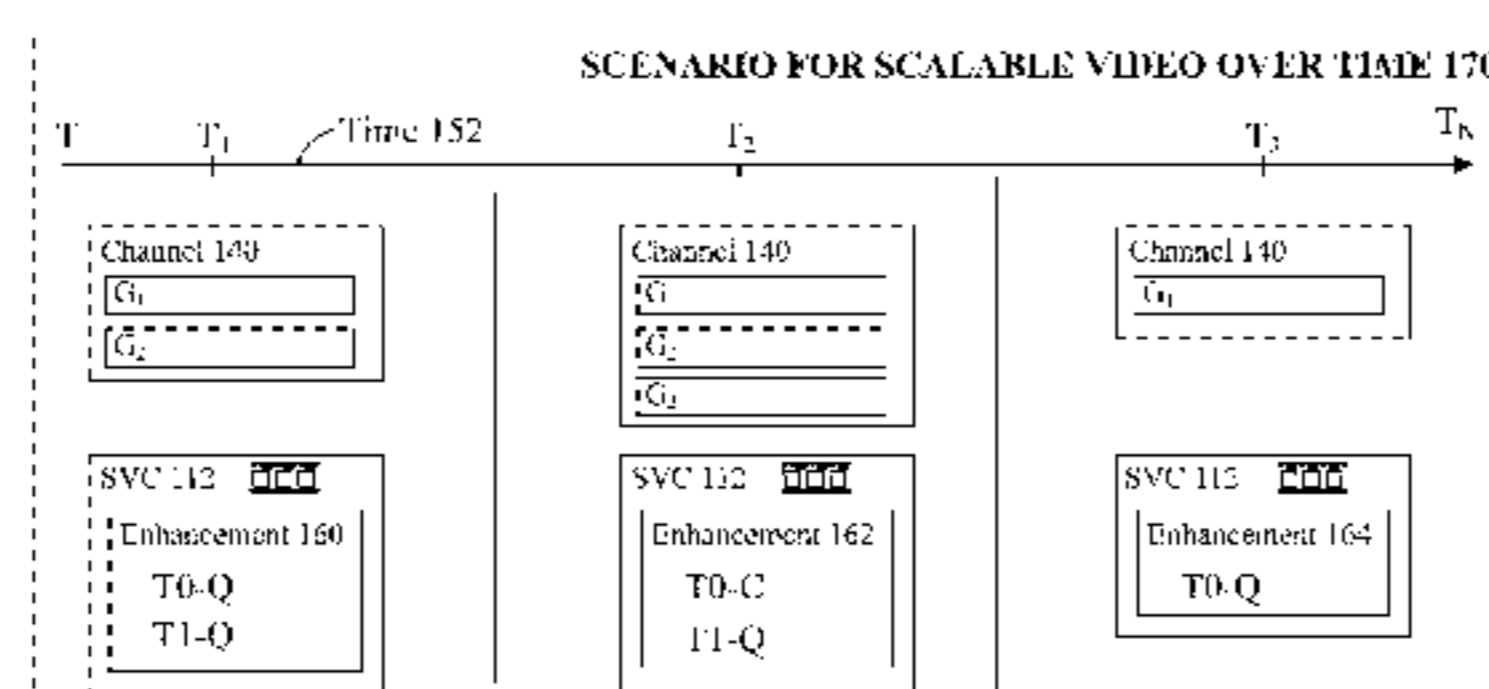 SCENARIO FOR SCALABLE VIDEO OVER TIME 170
T T1 Time 152 T2 T3 TN
Channel 140
G1
G2
SVC 112
Enhancement 160
T0-Q
T1-Q
Channel 140
G
G2
G3
SVC 112
Enhancement 162
T0-C
T1-Q
Channel 140
G1
SVC 112
Enhancement 164
T0-Q